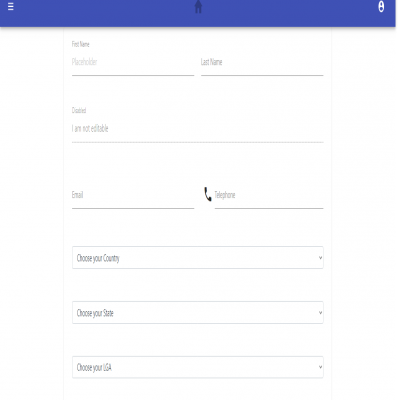 First Name
Placeholder
Last Name
Disabled
I am not editable
Email
Telephone
Choose your Country
Choose your State
Choose your LGA